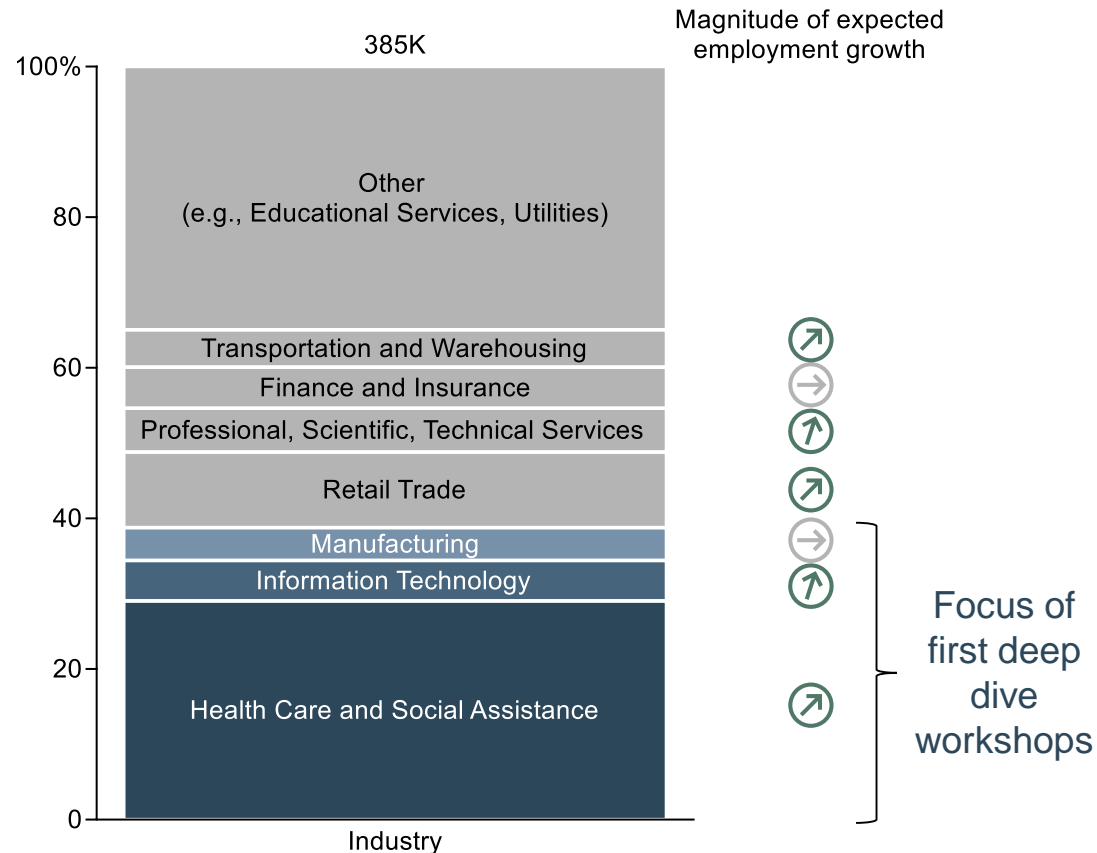 Magnitude of expected
employment growth
385K
100%
Other
(e.g., Educational Services, Utilities)
80
Transportation and Warehousing
60
Finance and Insurance
Professional, Scientific, Technical Services
Retail Trade
40
Manufacturing
Information Technology
Focus of
first deep
dive
workshops
20
Health Care and Social Assistance
0
Industry